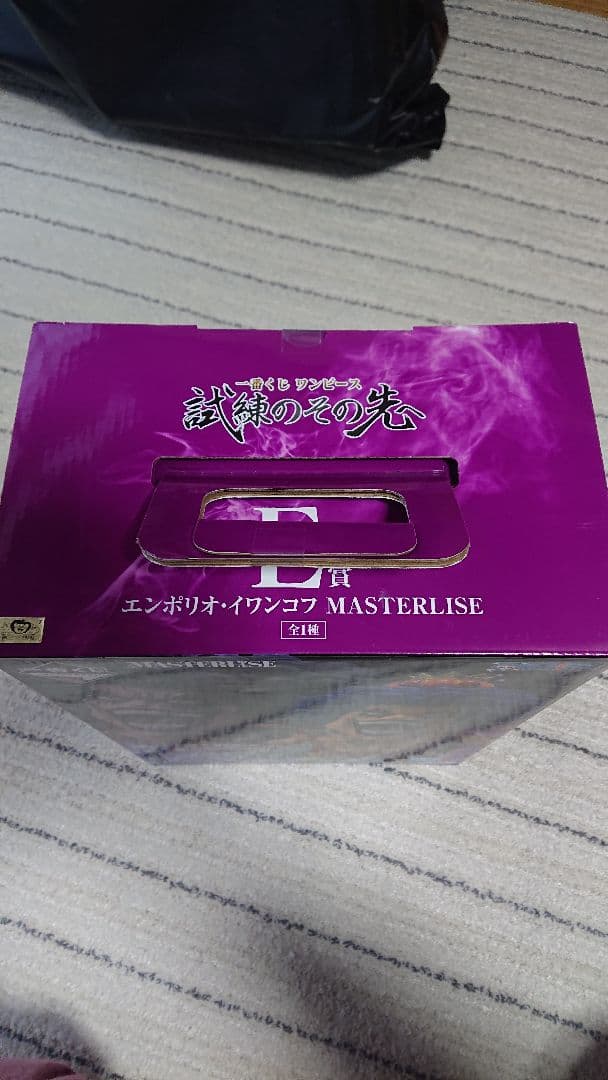 一番くじ ワンピース
試練のその先へ
E賞
エンポリオ・イワンコフ MASTERLISE
全1種
MASTERLISE